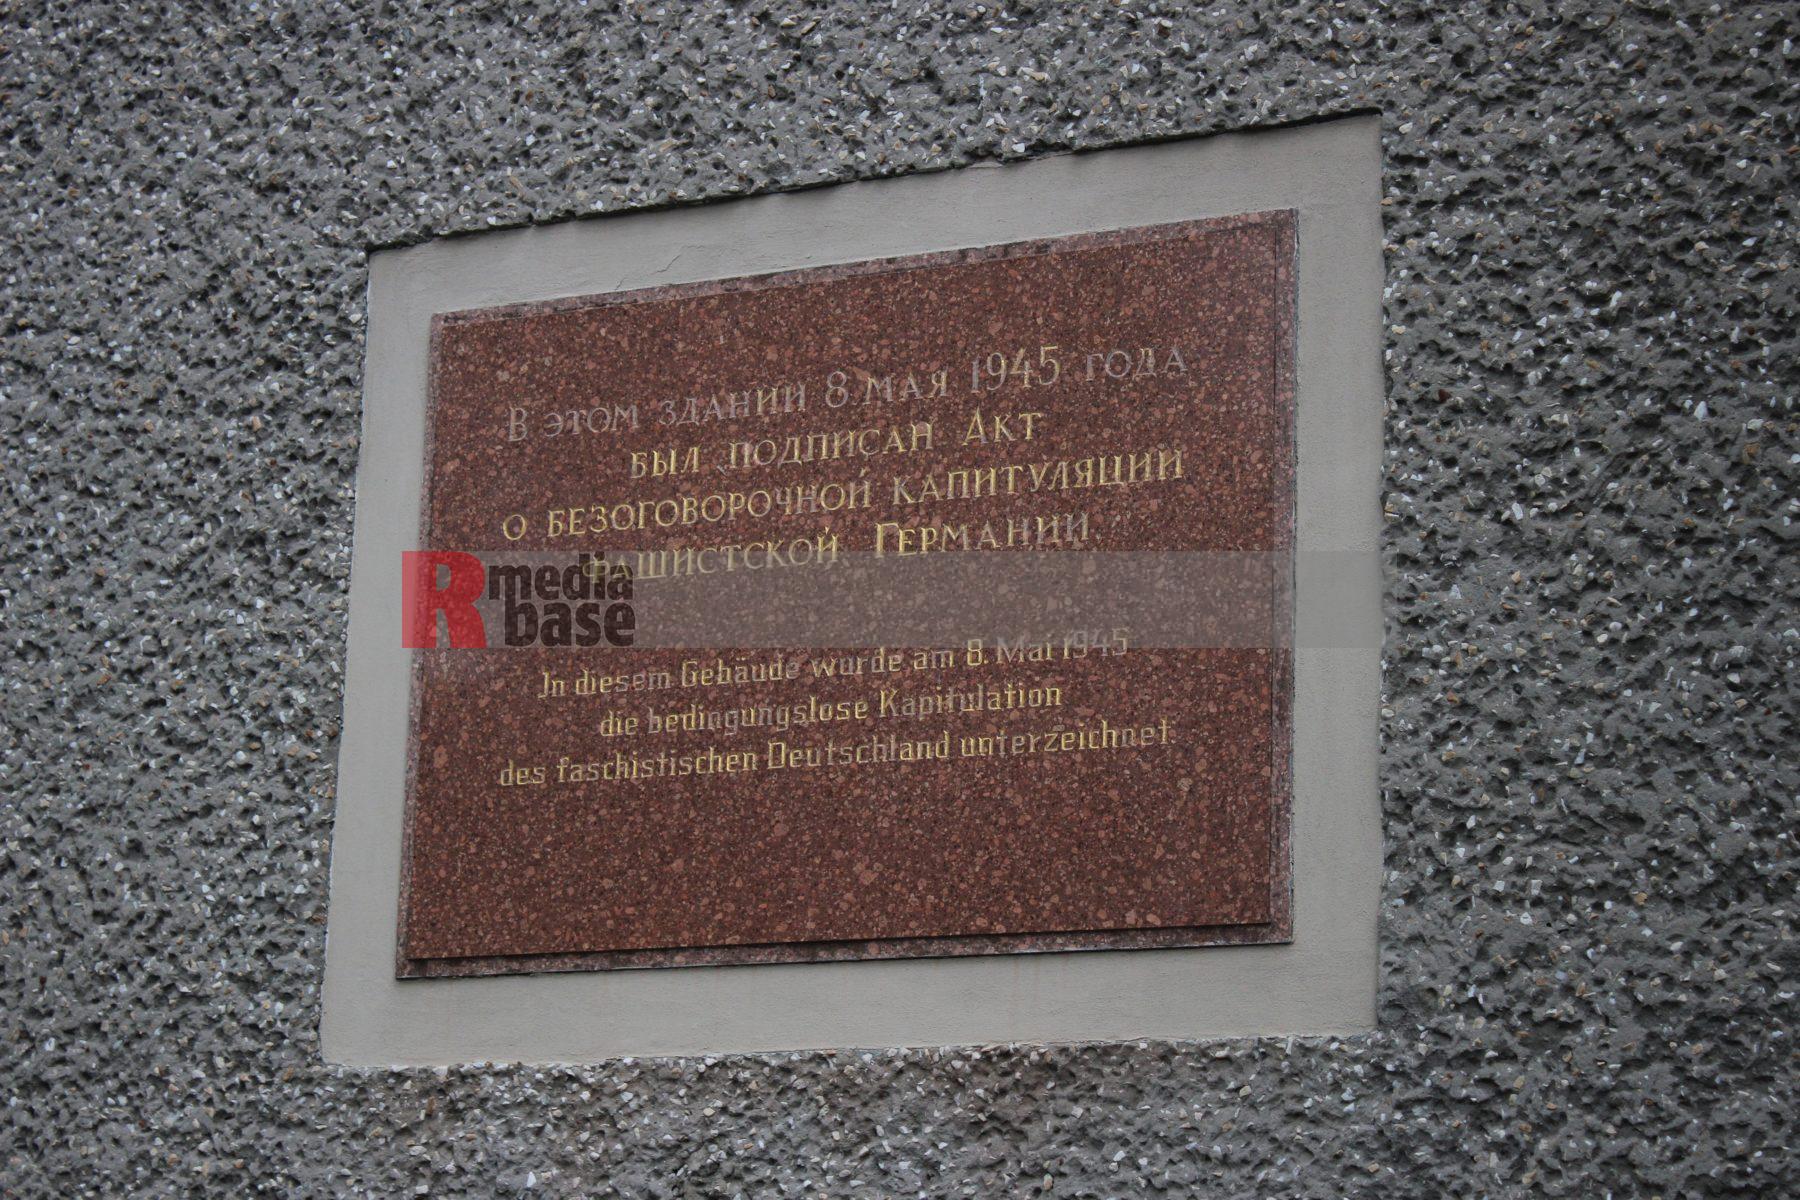 В ЭТОМ ЗДАНИИ 8 МАЯ 1945 ГОДА
БЫЛ ПОДПИСАН АКТ
О БЕЗОГОВОРОЧНОЙ КАПИТУЛЯЦИИ
ФАШИСТСКОЙ ГЕРМАНИИ.
R media
base
In diesem Gebäude wurde am 8. Mai 1945
die bedingungslose Kapitulation
des faschistischen Deutschland unterzeichnet.